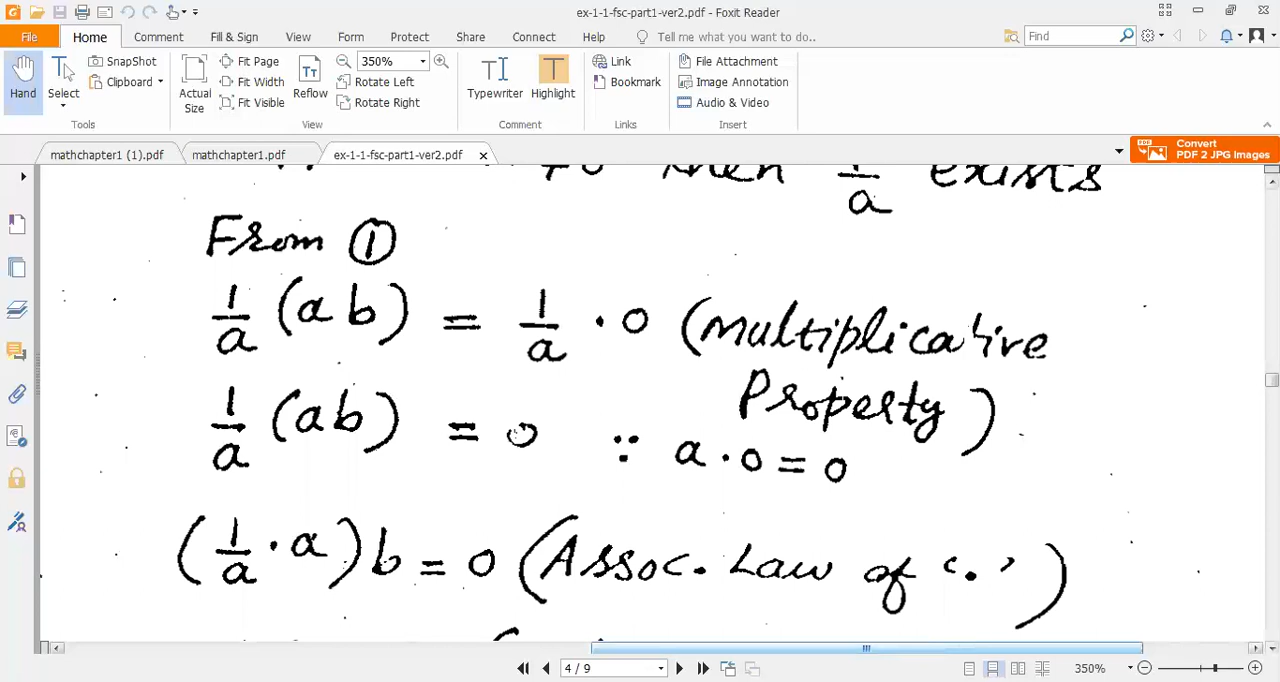 ex-1-1-fsc-part1-ver2.pdf - Foxit Reader
File Home Comment Fill & Sign View Form Protect Share Connect Help Tell me what you want to do.. Find
Hand
Select
SnapShot
Clipboard
Tools
Actual Size
Fit Page
Fit Width
Fit Visible
Reflow
350%
Rotate Left
Rotate Right
View
Typewriter
Highlight
Comment
Link
Bookmark
Links
File Attachment
Image Annotation
Audio & Video
Insert
mathchapter1 (1).pdf mathchapter1.pdf ex-1-1-fsc-part1-ver2.pdf
Convert
PDF 2 JPG Images
≠0 then 1/a exists
From ①
1/a (ab) = 1/a · 0 (multiplicative
Property)
1/a (ab) = 0 ∵ a · 0 = 0
(1/a · a) b = 0 (Assoc. Law of '.')
4 / 9 350%